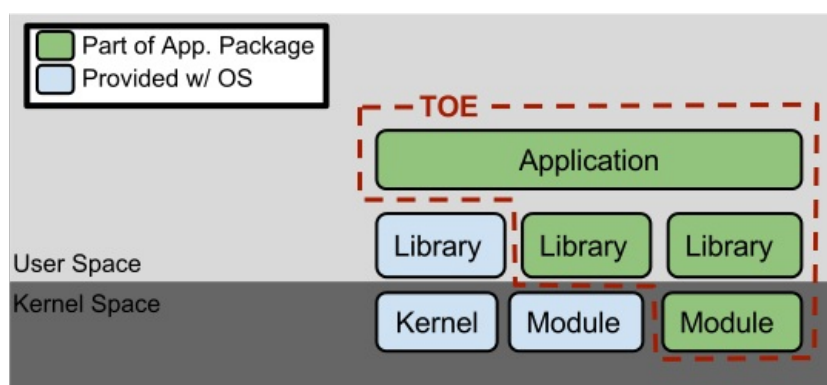 Part of App. Package
Provided w/ OS
TOE
Application
Library Library Library
User Space
Kernel Space
Kernel Module Module